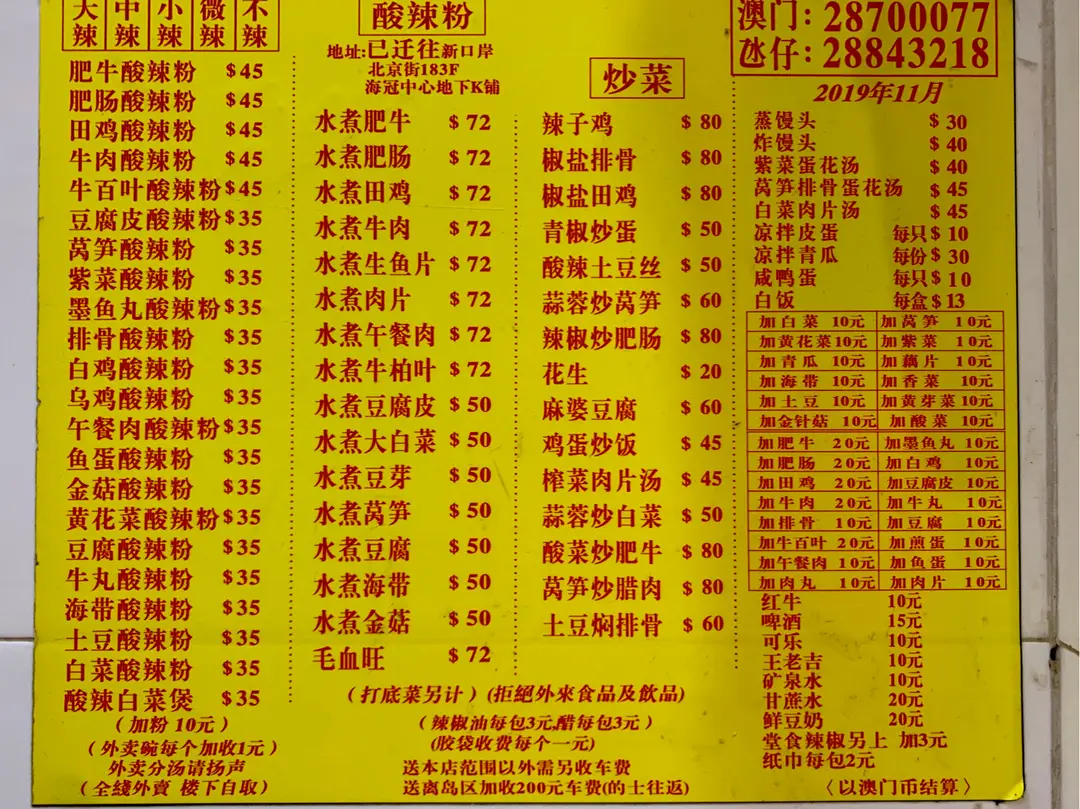 大辣 中辣 小辣 微辣 不辣
肥牛酸辣粉 $45
肥肠酸辣粉 $45
田鸡酸辣粉 $45
牛肉酸辣粉 $45
牛百叶酸辣粉 $45
豆腐皮酸辣粉 $35
莴笋酸辣粉 $35
紫菜酸辣粉 $35
墨鱼丸酸辣粉 $35
排骨酸辣粉 $35
白鸡酸辣粉 $35
乌鸡酸辣粉 $35
午餐肉酸辣粉 $35
鱼蛋酸辣粉 $35
金菇酸辣粉 $35
黄花菜酸辣粉 $35
豆腐酸辣粉 $35
牛丸酸辣粉 $35
海带酸辣粉 $35
土豆酸辣粉 $35
白菜酸辣粉 $35
酸辣白菜煲 $35
（加粉 10元）
（外卖碗每个加收1元）
外卖分汤请扬声
（全綫外賣 楼下自取）
酸辣粉
地址:已迁往新口岸
北京街183F
海冠中心地下K铺
水煮肥牛 $72
水煮肥肠 $72
水煮田鸡 $72
水煮牛肉 $72
水煮生鱼片 $72
水煮肉片 $72
水煮午餐肉 $72
水煮牛柏叶 $72
水煮豆腐皮 $50
水煮大白菜 $50
水煮豆芽 $50
水煮莴笋 $50
水煮豆腐 $50
水煮海带 $50
水煮金菇 $50
毛血旺 $72
炒菜
辣子鸡 $80
椒盐排骨 $80
椒盐田鸡 $80
青椒炒蛋 $50
酸辣土豆丝 $50
蒜蓉炒莴笋 $60
辣椒炒肥肠 $80
花生 $20
麻婆豆腐 $60
鸡蛋炒饭 $45
榨菜肉片汤 $45
蒜蓉炒白菜 $50
酸菜炒肥牛 $80
莴笋炒腊肉 $80
土豆焖排骨 $60
（打底菜另计）(拒絕外來食品及飲品)
（辣椒油每包3元,醋每包3元）
(胶袋收费每个一元)
送本店范围以外需另收车费
送离岛区加收200元车费(的士往返)
澳门: 28700077
氹仔: 28843218
2019年11月
蒸馒头 $30
炸馒头 $40
紫菜蛋花汤 $40
莴笋排骨蛋花汤 $45
白菜肉片汤 $45
凉拌皮蛋 每只$10
凉拌青瓜 每份$30
咸鸭蛋 每只$10
白饭 每盒$13
加白菜 10元 加莴笋 10元
加黄花菜10元 加紫菜 10元
加青瓜 10元 加藕片 10元
加海带 10元 加香菜 10元
加土豆 10元 加黄芽菜10元
加金针菇 10元 加酸菜 10元
加肥牛 20元 加墨鱼丸 10元
加肥肠 20元 加白鸡 10元
加田鸡 20元 加豆腐皮 10元
加牛肉 20元 加牛丸 10元
加排骨 10元 加豆腐 10元
加牛百叶 20元 加煎蛋 10元
加午餐肉 10元 加鱼蛋 10元
加肉丸 10元 加肉片 10元
红牛 10元
啤酒 15元
可乐 10元
王老吉 10元
矿泉水 10元
甘蔗水 20元
鲜豆奶 20元
堂食辣椒另上 加3元
纸巾每包2元
〈以澳门币结算〉